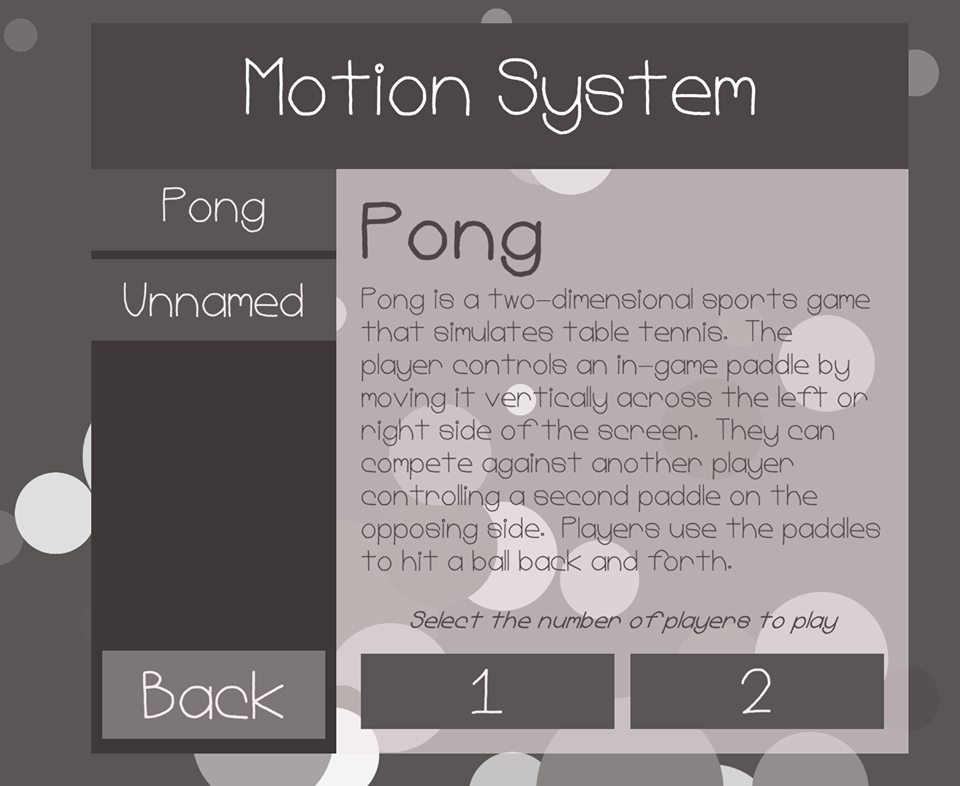 Motion System
Pong
Unnamed
Back
Pong
Pong is a two-dimensional sports game
that simulates table tennis.  The
player controls an in-game paddle by
moving it vertically across the left or
right side of the screen.  They can
compete against another player
controlling a second paddle on the
opposing side.  Players use the paddles
to hit a ball back and forth.
Select the number of players to play
1
2